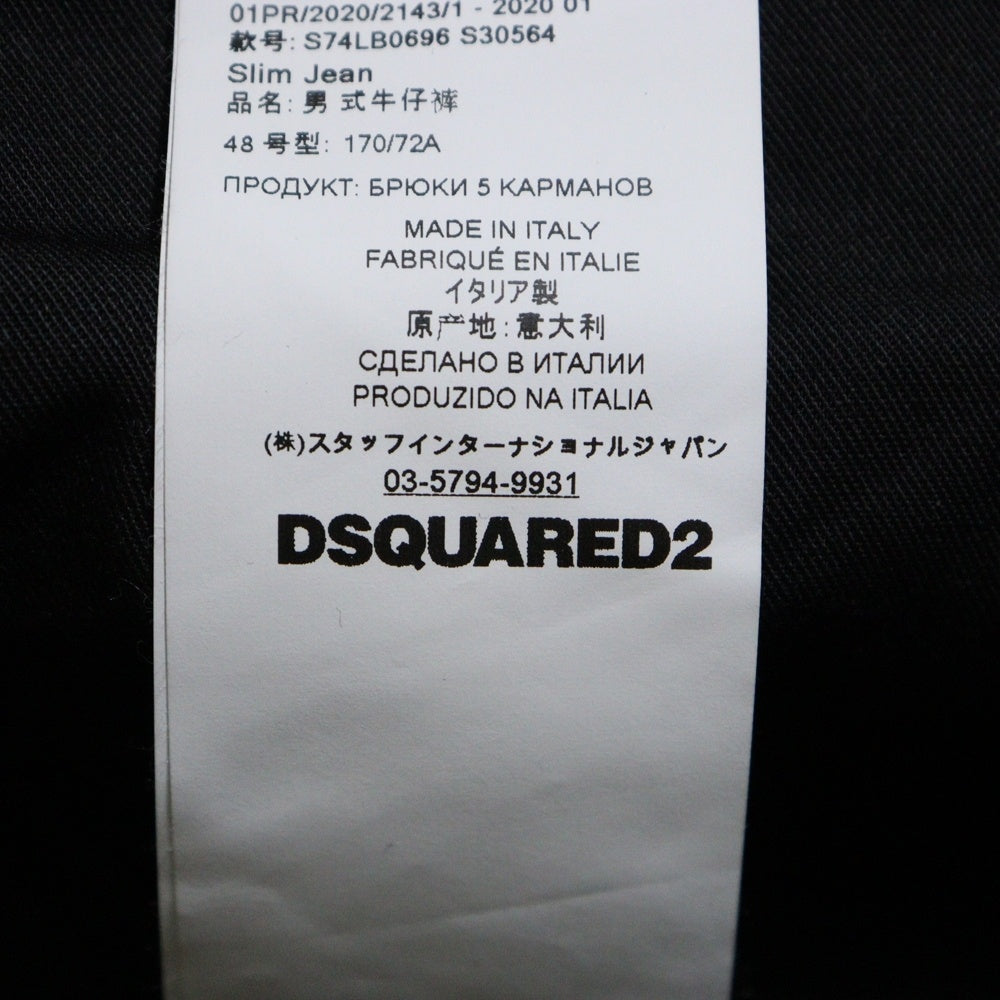 01PR/2020/2143/1 - 2020 01
款号: S74LB0696 S30564
Slim Jean
品名: 男式牛仔裤
48 号型: 170/72A
ПРОДУКТ: БРЮКИ 5 КАРМАНОВ
MADE IN ITALY
FABRIQUÉ EN ITALIE
イタリア製
原产地: 意大利
СДЕЛАНО В ИТАЛИИ
PRODUZIDO NA ITALIA
(株)スタッフインターナショナルジャパン
03-5794-9931
DSQUARED2